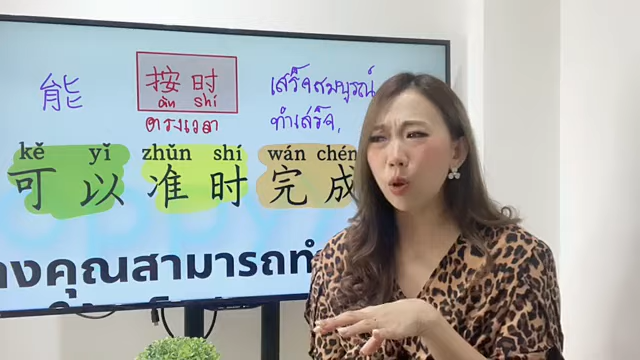 能 按时 เสร็จสมบูรณ์
àn shí
ตรงเวลา ทำเสร็จ,
kě yǐ zhǔn shí wán chén
可以 准时 完成
างคุณสามารถทำ